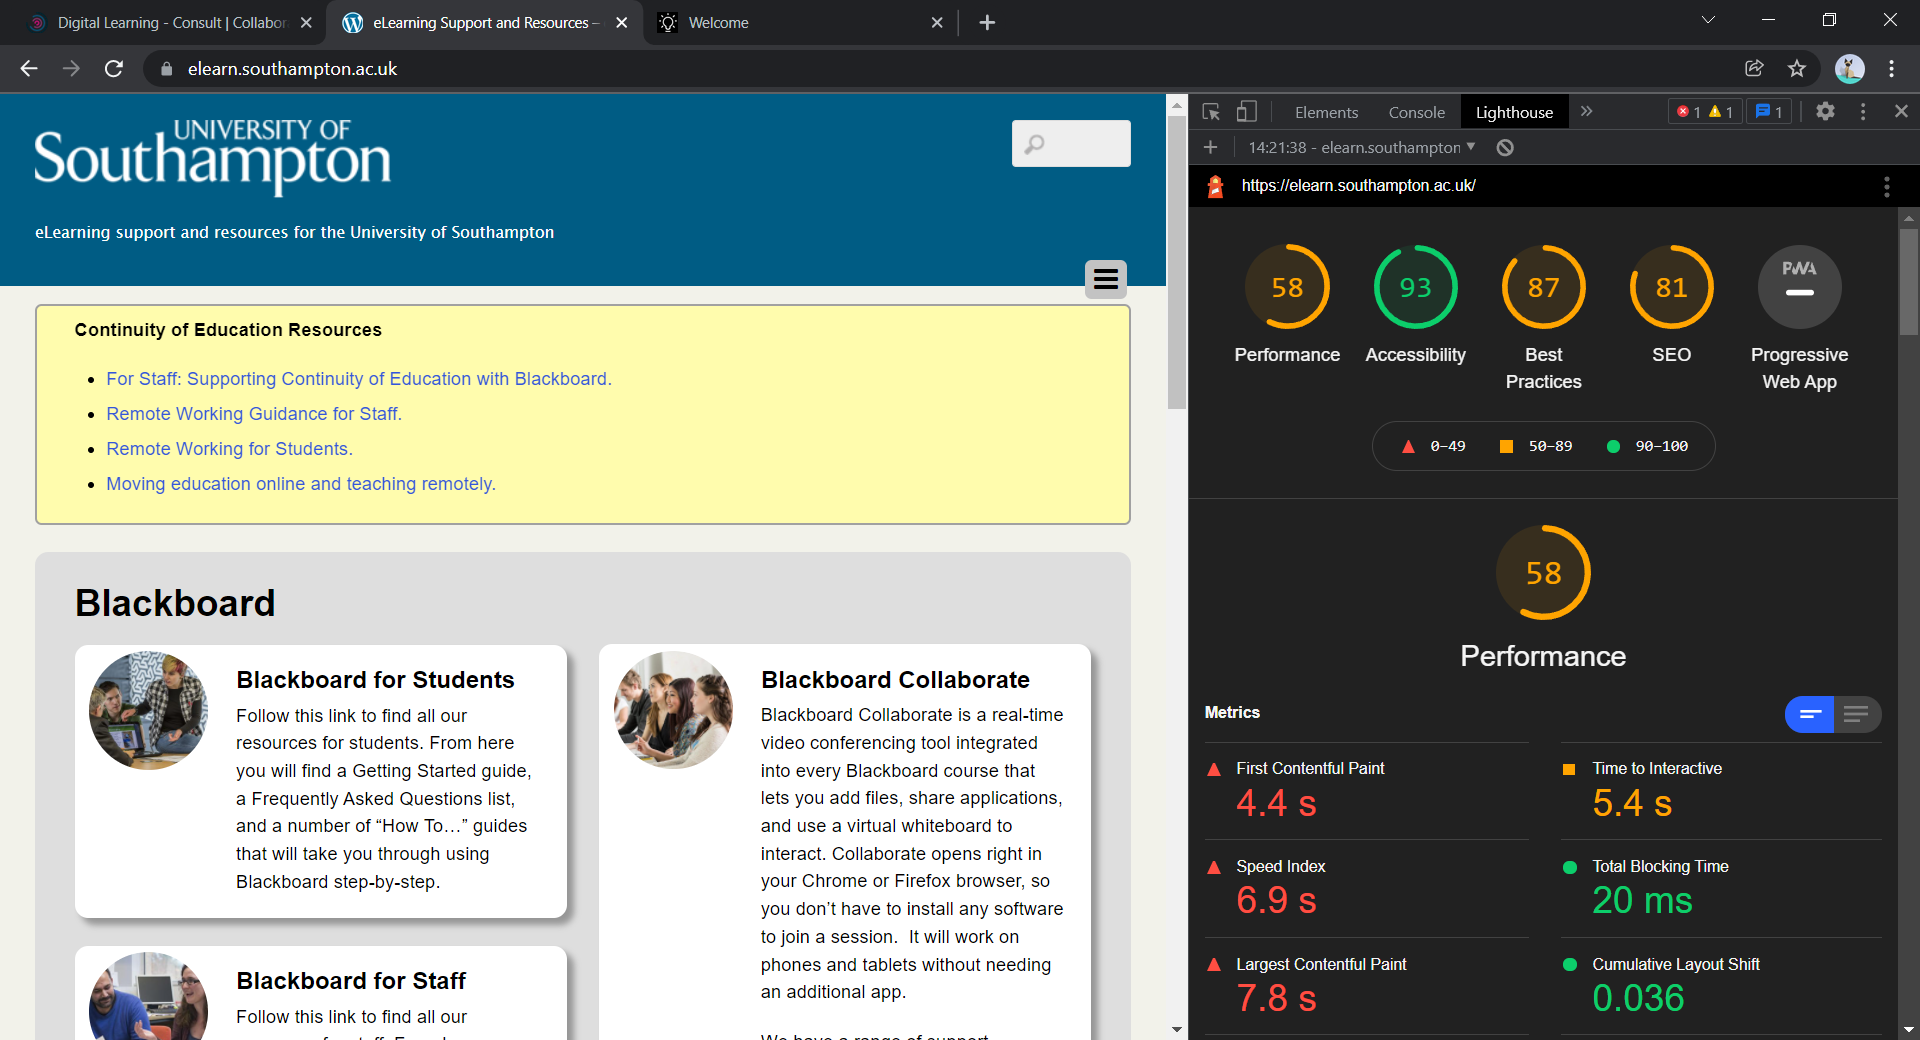 Digital Learning - Consult | Collabor
eLearning Support and Resources –
Welcome
elearn.southampton.ac.uk
UNIVERSITY OF
Southampton
eLearning support and resources for the University of Southampton
Continuity of Education Resources
For Staff: Supporting Continuity of Education with Blackboard.
Remote Working Guidance for Staff.
Remote Working for Students.
Moving education online and teaching remotely.
Blackboard
Blackboard for Students
Follow this link to find all our
resources for students. From here
you will find a Getting Started guide,
a Frequently Asked Questions list,
and a number of “How To…” guides
that will take you through using
Blackboard step-by-step.
Blackboard for Staff
Follow this link to find all our
Blackboard Collaborate
Blackboard Collaborate is a real-time
video conferencing tool integrated
into every Blackboard course that
lets you add files, share applications,
and use a virtual whiteboard to
interact. Collaborate opens right in
your Chrome or Firefox browser, so
you don’t have to install any software
to join a session.  It will work on
phones and tablets without needing
an additional app.
We have a range of support
Elements
Console
Lighthouse
1
1
1
14:21:38 - elearn.southampton
https://elearn.southampton.ac.uk/
58
93
87
81
PWA
Performance
Accessibility
Best
Practices
SEO
Progressive
Web App
0–49
50–89
90–100
58
Performance
Metrics
First Contentful Paint
4.4 s
Time to Interactive
5.4 s
Speed Index
6.9 s
Total Blocking Time
20 ms
Largest Contentful Paint
7.8 s
Cumulative Layout Shift
0.036